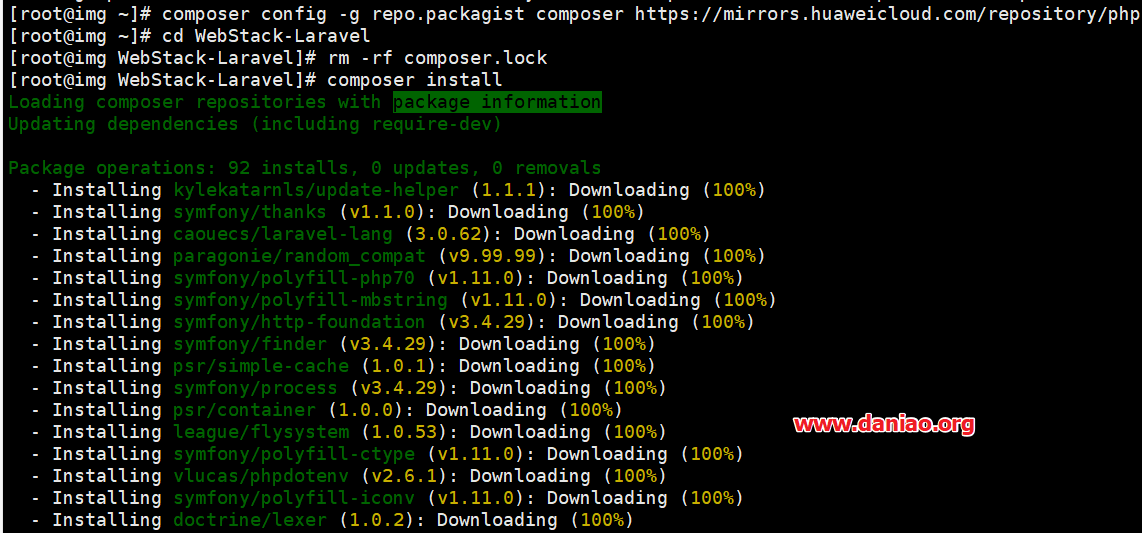 [root@img ~]# composer config -g repo.packagist composer https://mirrors.huaweicloud.com/repository/php
[root@img ~]# cd WebStack-Laravel
[root@img WebStack-Laravel]# rm -rf composer.lock
[root@img WebStack-Laravel]# composer install
Loading composer repositories with package information
Updating dependencies (including require-dev)
Package operations: 92 installs, 0 updates, 0 removals
- Installing kylekatarnls/update-helper (1.1.1): Downloading (100%)
- Installing symfony/thanks (v1.1.0): Downloading (100%)
- Installing caouecs/laravel-lang (3.0.62): Downloading (100%)
- Installing paragonie/random_compat (v9.99.99): Downloading (100%)
- Installing symfony/polyfill-php70 (v1.11.0): Downloading (100%)
- Installing symfony/polyfill-mbstring (v1.11.0): Downloading (100%)
- Installing symfony/http-foundation (v3.4.29): Downloading (100%)
- Installing symfony/finder (v3.4.29): Downloading (100%)
- Installing psr/simple-cache (1.0.1): Downloading (100%)
- Installing symfony/process (v3.4.29): Downloading (100%)
- Installing psr/container (1.0.0): Downloading (100%)
- Installing league/flysystem (1.0.53): Downloading (100%)
- Installing symfony/polyfill-ctype (v1.11.0): Downloading (100%)
- Installing vlucas/phpdotenv (v2.6.1): Downloading (100%)
- Installing symfony/polyfill-iconv (v1.11.0): Downloading (100%)
- Installing doctrine/lexer (1.0.2): Downloading (100%)
www.daniao.org